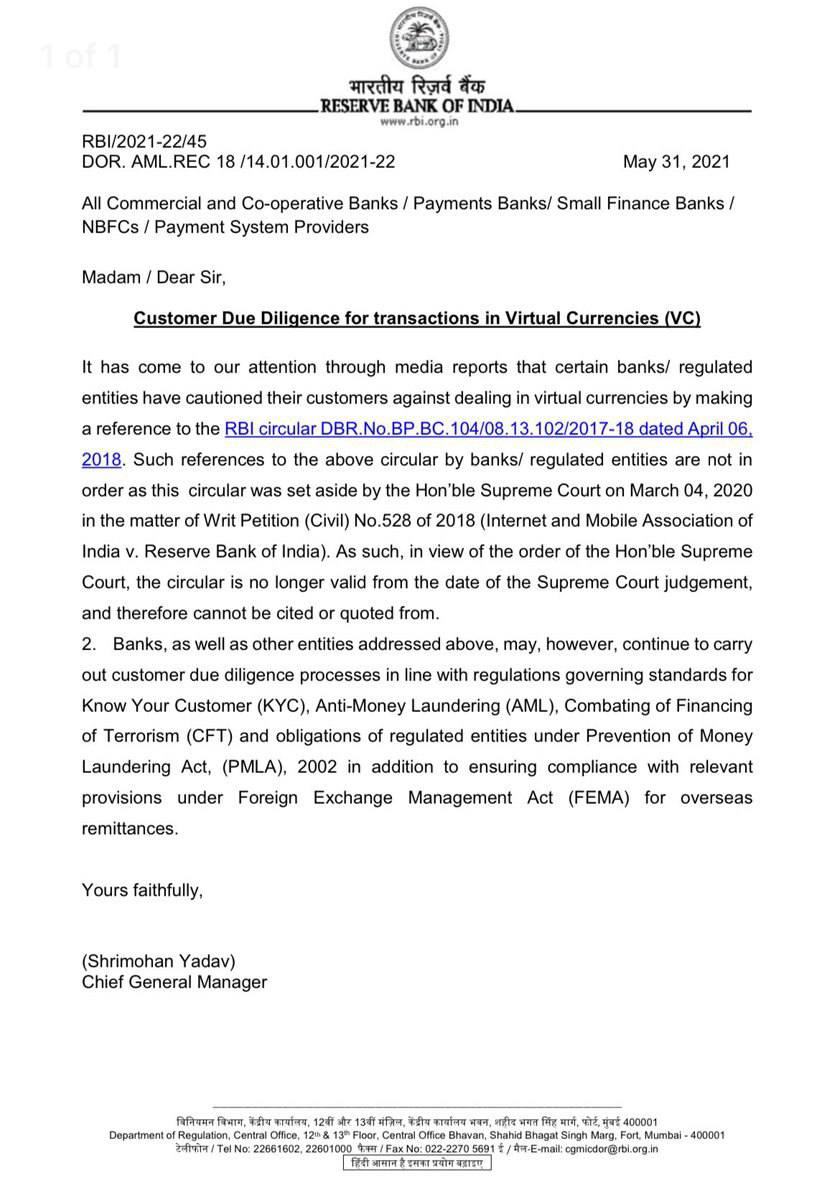 1 of 1
भारतीय रिज़र्व बैंक
RESERVE BANK OF INDIA
www.rbi.org.in
RBI/2021-22/45
DOR. AML.REC 18 /14.01.001/2021-22 May 31, 2021
All Commercial and Co-operative Banks / Payments Banks/ Small Finance Banks /
NBFCs / Payment System Providers
Madam / Dear Sir,
Customer Due Diligence for transactions in Virtual Currencies (VC)
It has come to our attention through media reports that certain banks/ regulated
entities have cautioned their customers against dealing in virtual currencies by making
a reference to the RBI circular DBR.No.BP.BC.104/08.13.102/2017-18 dated April 06,
2018. Such references to the above circular by banks/ regulated entities are not in
order as this circular was set aside by the Hon’ble Supreme Court on March 04, 2020
in the matter of Writ Petition (Civil) No.528 of 2018 (Internet and Mobile Association of
India v. Reserve Bank of India). As such, in view of the order of the Hon’ble Supreme
Court, the circular is no longer valid from the date of the Supreme Court judgement,
and therefore cannot be cited or quoted from.
2. Banks, as well as other entities addressed above, may, however, continue to carry
out customer due diligence processes in line with regulations governing standards for
Know Your Customer (KYC), Anti-Money Laundering (AML), Combating of Financing
of Terrorism (CFT) and obligations of regulated entities under Prevention of Money
Laundering Act, (PMLA), 2002 in addition to ensuring compliance with relevant
provisions under Foreign Exchange Management Act (FEMA) for overseas
remittances.
Yours faithfully,
(Shrimohan Yadav)
Chief General Manager
विनियमन विभाग, केंद्रीय कार्यालय, 12वीं और 13वीं मंज़िल, केंद्रीय कार्यालय भवन, शहीद भगत सिंह मार्ग, फोर्ट, मुंबई 400001
Department of Regulation, Central Office, 12th & 13th Floor, Central Office Bhavan, Shahid Bhagat Singh Marg, Fort, Mumbai - 400001
टेलीफोन / Tel No: 22661602, 22601000 फैक्स / Fax No: 022-2270 5691 ई / मैल-E-mail: cgmicdor@rbi.org.in
हिंदी आसान है इसका प्रयोग बढ़ाइए